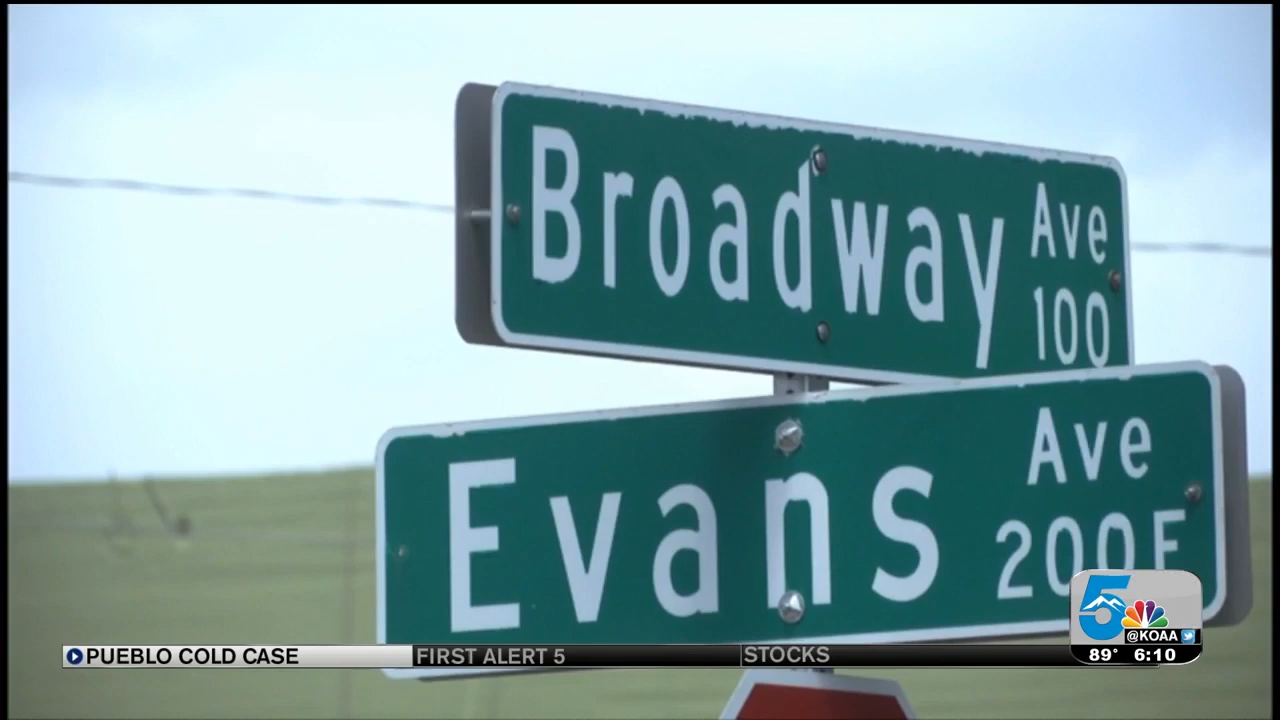 Broadway Ave
100
Evans Ave
200E
5
@KOAA
89° 6:10
PUEBLO COLD CASE FIRST ALERT 5 STOCKS